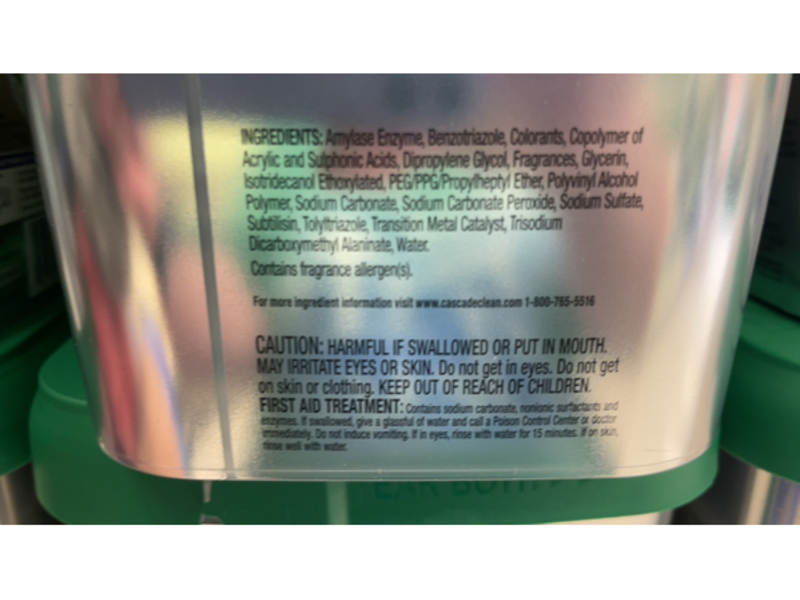 INGREDIENTS: Amylase Enzyme, Benzotriazole, Colorants, Copolymer of
Acrylic and Sulphonic Acids, Dipropylene Glycol, Fragrances, Glycerin,
Isotridecanol Ethoxylated, PEG/PPG/Propylheptyl Ether, Polyvinyl Alcohol
Polymer, Sodium Carbonate, Sodium Carbonate Peroxide, Sodium Sulfate,
Subtilisin, Tolyltriazole, Transition Metal Catalyst, Trisodium
Dicarboxymethyl Alaninate, Water.
Contains fragrance allergen(s).
For more ingredient information visit www.cascadeclean.com 1-800-765-5516
CAUTION: HARMFUL IF SWALLOWED OR PUT IN MOUTH.
MAY IRRITATE EYES OR SKIN. Do not get in eyes. Do not get
on skin or clothing. KEEP OUT OF REACH OF CHILDREN.
FIRST AID TREATMENT: Contains sodium carbonate, nonionic surfactants and
enzymes. If swallowed, give a glassful of water and call a Poison Control Center or doctor
immediately. Do not induce vomiting. If in eyes, rinse with water for 15 minutes. If on skin,
rinse well with water.